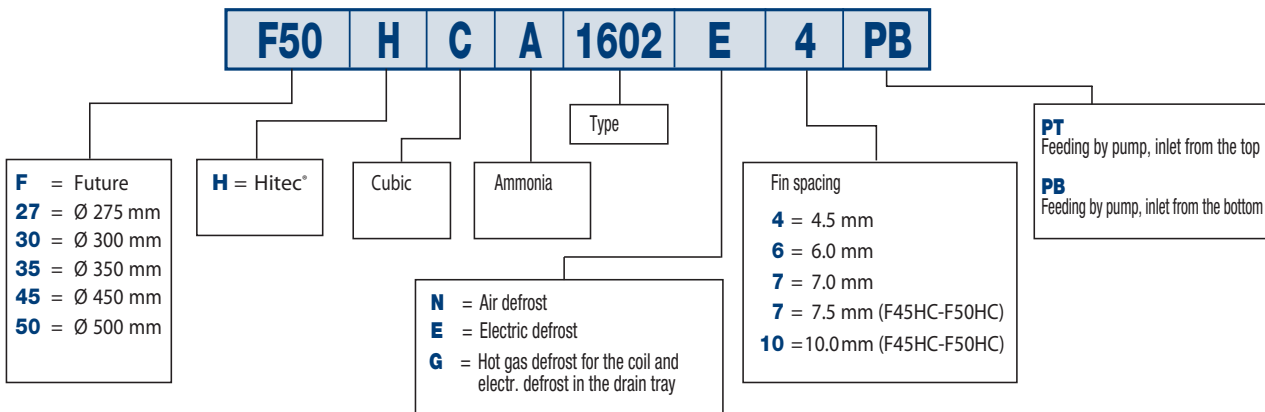 F50 H C A 1602 E 4 PB
Type
PT
Feeding by pump, inlet from the top
PB
Feeding by pump, inlet from the bottom
F = Future
27 = Ø 275 mm
30 = Ø 300 mm
35 = Ø 350 mm
45 = Ø 450 mm
50 = Ø 500 mm
H = Hitec®
Cubic
Ammonia
Fin spacing
4 = 4.5 mm
6 = 6.0 mm
7 = 7.0 mm
7 = 7.5 mm (F45HC-F50HC)
10 =10.0 mm (F45HC-F50HC)
N = Air defrost
E = Electric defrost
G = Hot gas defrost for the coil and
electr. defrost in the drain tray